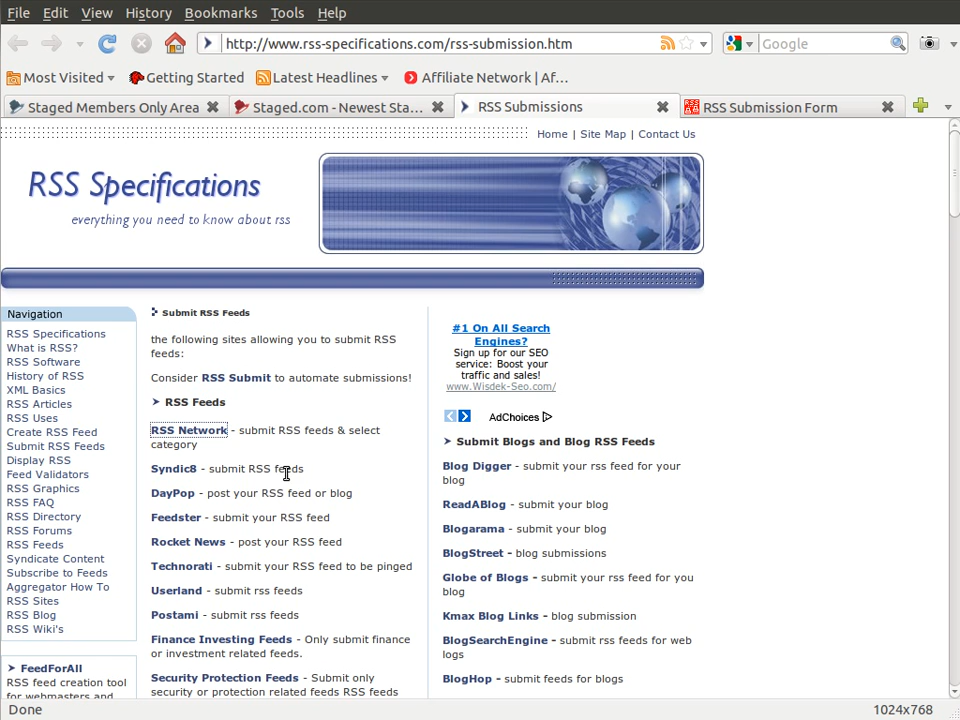 File Edit View History Bookmarks Tools Help
http://www.rss-specifications.com/rss-submission.htm
Google
Most Visited Getting Started Latest Headlines Affiliate Network | Af...
Staged Members Only Area Staged.com - Newest Sta... RSS Submissions RSS Submission Form
Home | Site Map | Contact Us
RSS Specifications
everything you need to know about rss
Navigation
RSS Specifications
What is RSS?
RSS Software
History of RSS
XML Basics
RSS Articles
RSS Uses
Create RSS Feed
Submit RSS Feeds
Display RSS
Feed Validators
RSS Graphics
RSS FAQ
RSS Directory
RSS Forums
RSS Feeds
Syndicate Content
Subscribe to Feeds
Aggregator How To
RSS Sites
RSS Blog
RSS Wiki's
FeedForAll
RSS feed creation tool
for webmasters and
Submit RSS Feeds
the following sites allowing you to submit RSS
feeds:
Consider RSS Submit to automate submissions!
RSS Feeds
RSS Network - submit RSS feeds & select
category
Syndic8 - submit RSS feeds
DayPop - post your RSS feed or blog
Feedster - submit your RSS feed
Rocket News - post your RSS feed
Technorati - submit your RSS feed to be pinged
Userland - submit rss feeds
Postami - submit rss feeds
Finance Investing Feeds - Only submit finance
or investment related feeds.
Security Protection Feeds - Submit only
security or protection related feeds RSS feeds
#1 On All Search
Engines?
Sign up for our SEO
service: Boost your
traffic and sales!
www.Wisdek-Seo.com/
AdChoices
Submit Blogs and Blog RSS Feeds
Blog Digger - submit your rss feed for your
blog
ReadABlog - submit your blog
Blogarama - submit your blog
BlogStreet - blog submissions
Globe of Blogs - submit your rss feed for you
blog
Kmax Blog Links - blog submission
BlogSearchEngine - submit rss feeds for web
logs
BlogHop - submit feeds for blogs
Done
1024x768